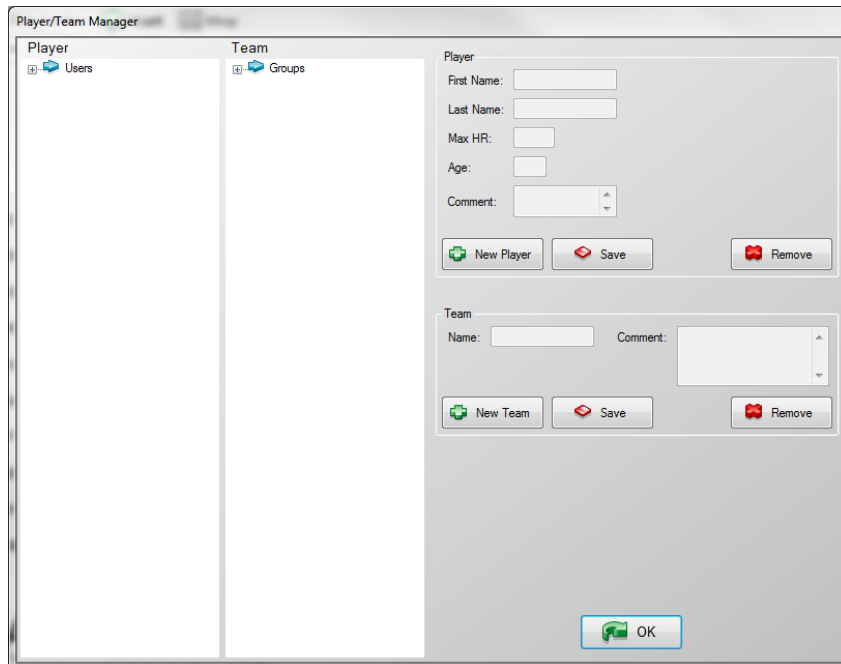 Player/Team Manager
Player
Users
Team
Groups
Player
First Name:
Last Name:
Max HR:
Age:
Comment:
New Player
Save
Remove
Team
Name:
Comment:
New Team
Save
Remove
OK